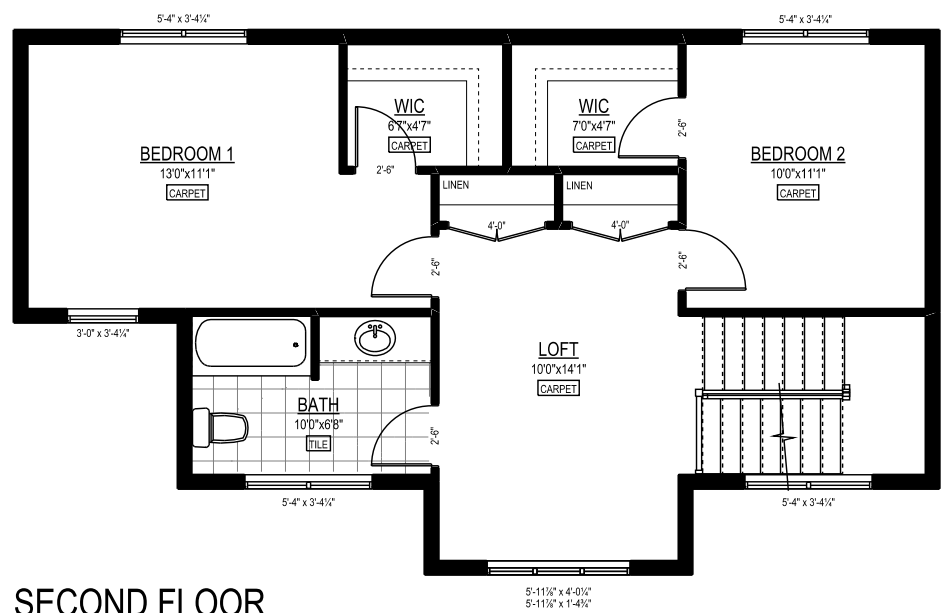 5'-4" x 3'-4¼"
5'-4" x 3'-4¼"
WIC
6'7"x4'7"
CARPET
WIC
7'0"x4'7"
CARPET
2'-6"
BEDROOM 1
13'0"x11'1"
CARPET
BEDROOM 2
10'0"x11'1"
CARPET
2'-6"
LINEN
LINEN
4'-0"
4'-0"
2'-6"
2'-6"
3'-0" x 3'-4¼"
LOFT
10'0"x14'1"
CARPET
BATH
10'0"x6'8"
TILE
2'-6"
5'-4" x 3'-4¼"
5'-4" x 3'-4¼"
5'-11⅞" x 4'-0¼"
5'-11⅞" x 1'-4¾"
SECOND FLOOR